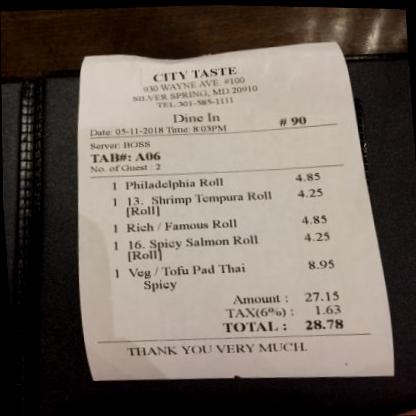 CITY TASTE
930 WAYNE AVE. #100
SILVER SPRING, MD 20910
TEL:301-585-1111
Dine In # 90
Date: 05-11-2018 Time: 8:03PM
Server: BOSS
TAB#: A06
No. of Guest : 2
1 Philadelphia Roll 4.85
1 13. Shrimp Tempura Roll 4.25
[Roll]
1 Rich / Famous Roll 4.85
1 16. Spicy Salmon Roll 4.25
[Roll]
1 Veg / Tofu Pad Thai 8.95
Spicy
Amount : 27.15
TAX(6%) : 1.63
TOTAL : 28.78
THANK YOU VERY MUCH.